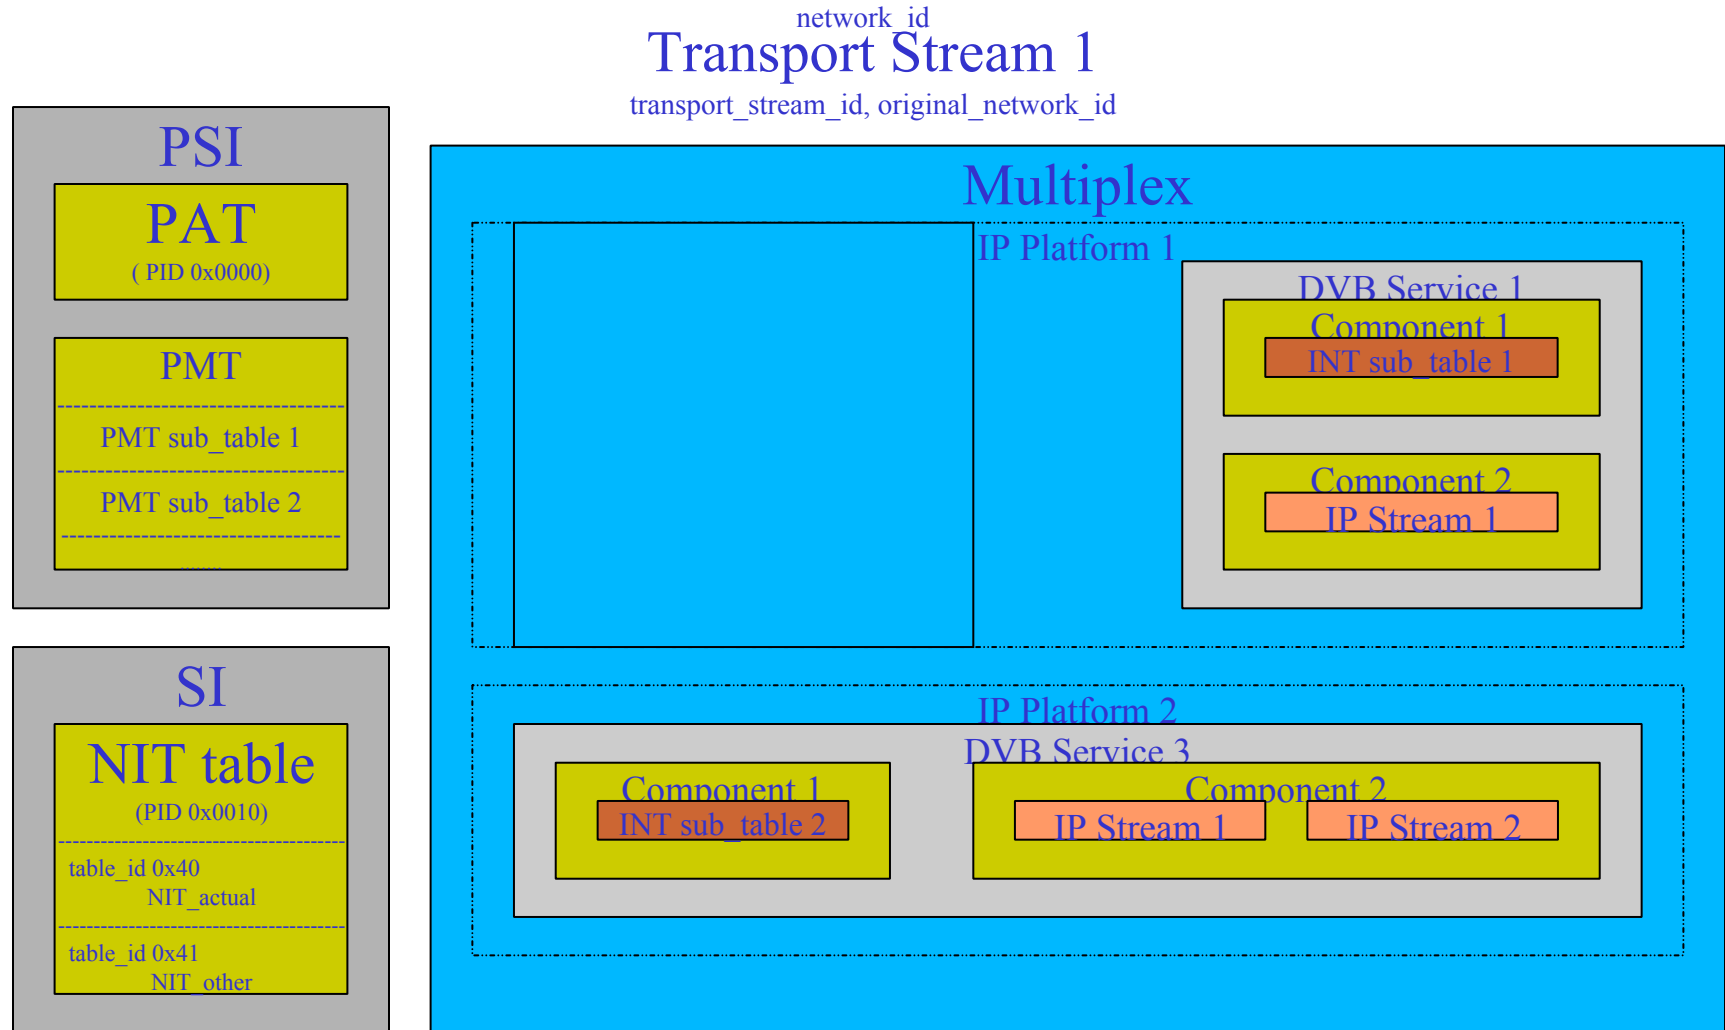 network_id
Transport Stream 1
transport_stream_id, original_network_id
PSI
PAT
( PID 0x0000)
PMT
------------------------------------
PMT sub_table 1
------------------------------------
PMT sub_table 2
-----------------------------------
........
SI
NIT table
(PID 0x0010)
------------------------------------
table_id 0x40
NIT_actual
------------------------------------
table_id 0x41
NIT_other
Multiplex
IP Platform 1
DVB Service 1
Component 1
INT sub_table 1
Component 2
IP Stream 1
IP Platform 2
DVB Service 3
Component 1
INT sub_table 2
Component 2
IP Stream 1
IP Stream 2